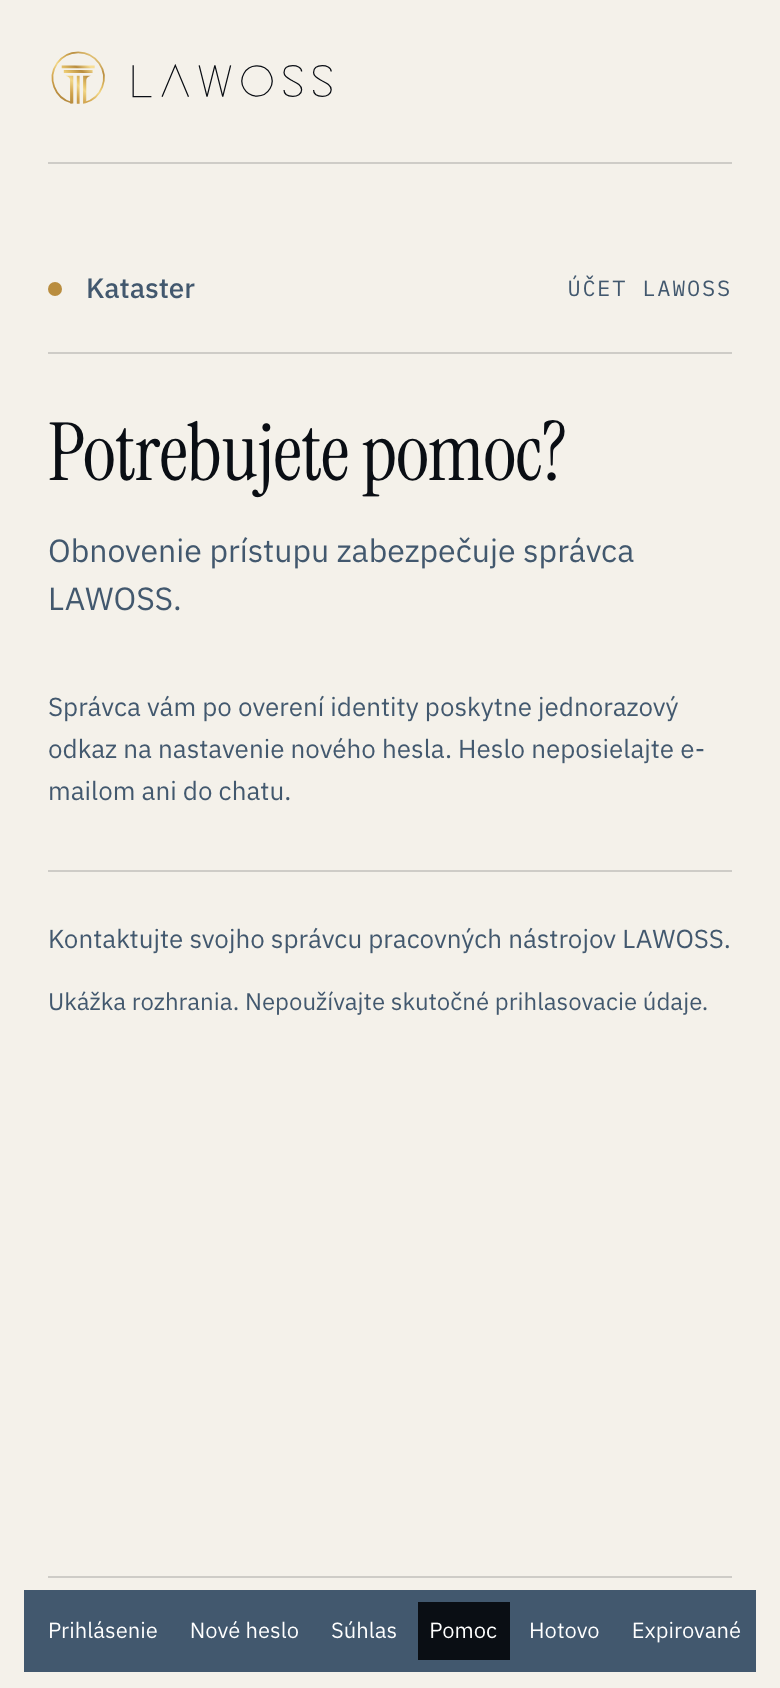 LAWOSS
Kataster
ÚČET LAWOSS
Potrebujete pomoc?
Obnovenie prístupu zabezpečuje správca
LAWOSS.
Správca vám po overení identity poskytne jednorazový
odkaz na nastavenie nového hesla. Heslo neposielajte e-
mailom ani do chatu.
Kontaktujte svojho správcu pracovných nástrojov LAWOSS.
Ukážka rozhrania. Nepoužívajte skutočné prihlasovacie údaje.
Prihlásenie Nové heslo Súhlas Pomoc Hotovo Expirované